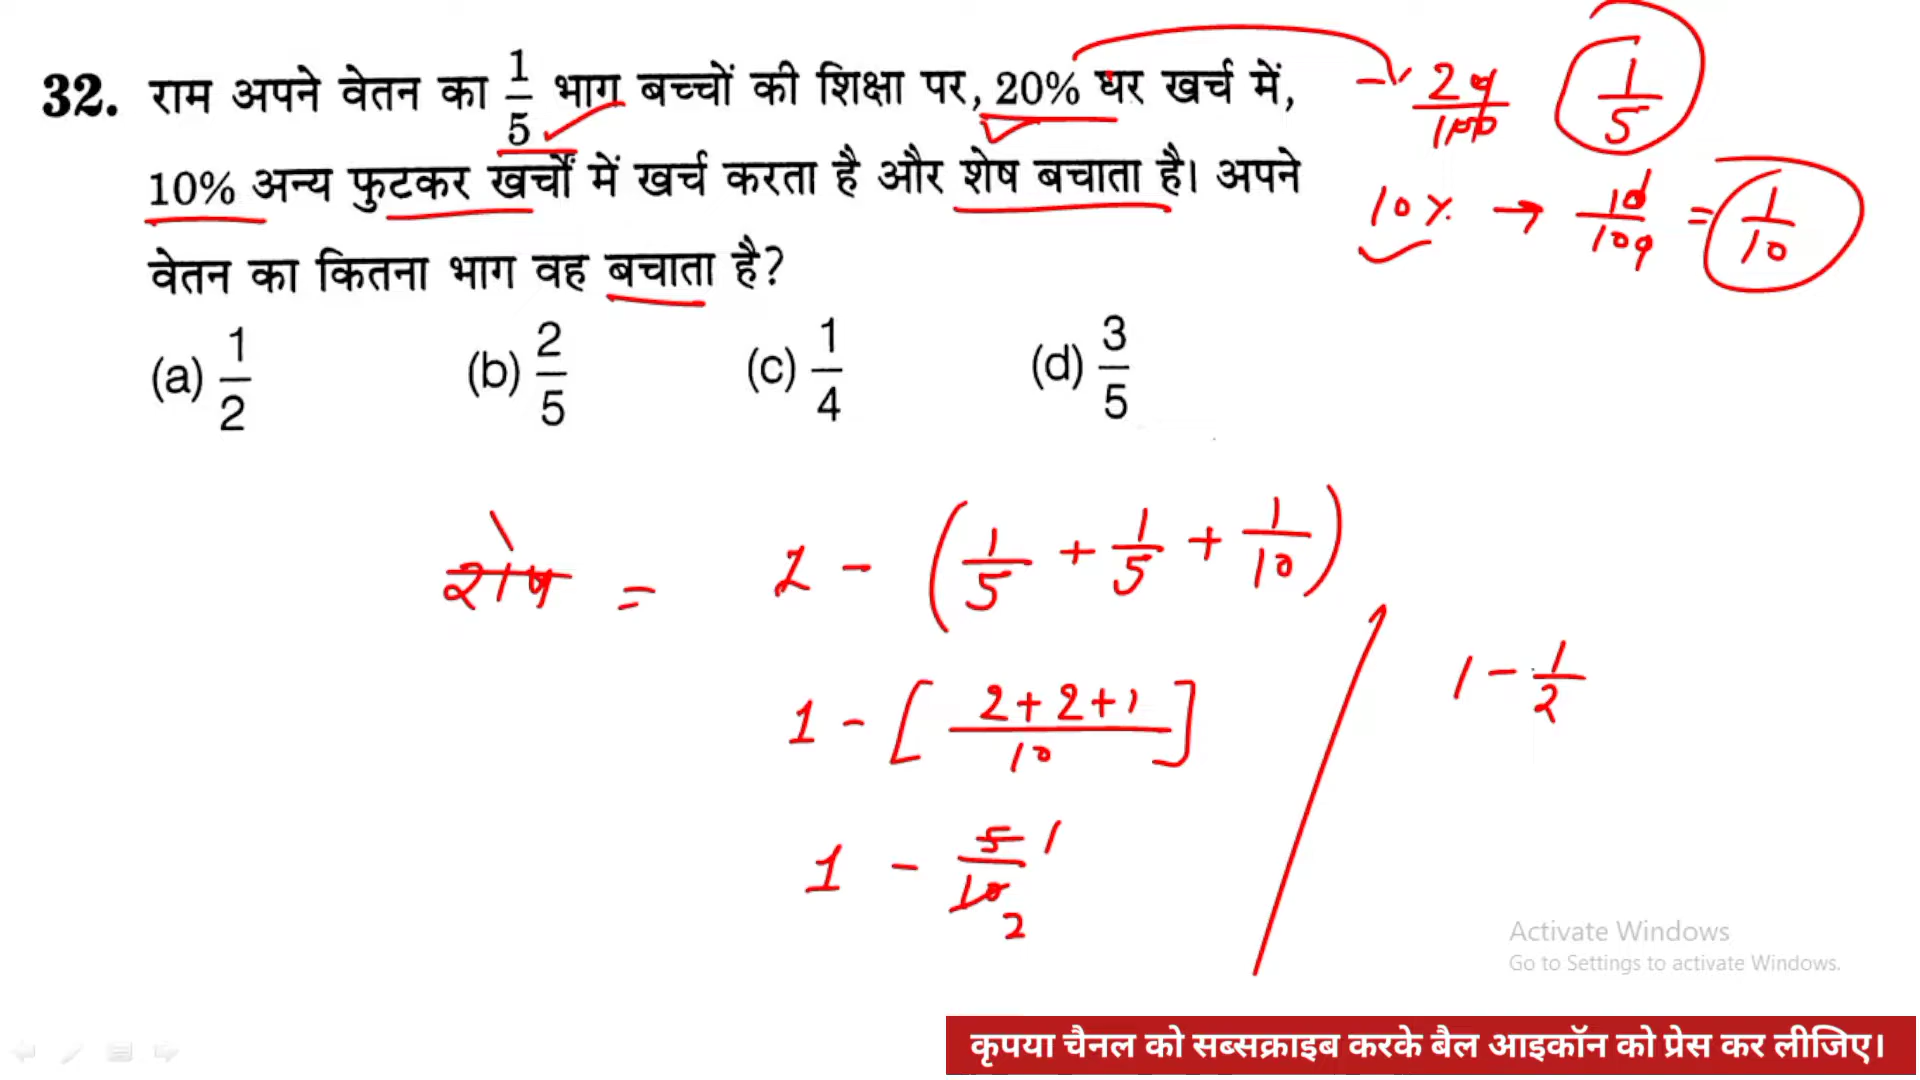 32. राम अपने वेतन का 1/5 भाग बच्चों की शिक्षा पर, 20% घर खर्च में,
10% अन्य फुटकर खर्चों में खर्च करता है और शेष बचाता है। अपने
वेतन का कितना भाग वह बचाता है?
(a) 1/2 (b) 2/5 (c) 1/4 (d) 3/5
20/100 1/5
10% → 10/100 = 1/10
शेष = 1 - (1/5 + 1/5 + 1/10)
1 - [2+2+1/10]
1 - 5/10 1 2
1 - 1/2
Activate Windows
Go to Settings to activate Windows.
कृपया चैनल को सब्सक्राइब करके बैल आइकॉन को प्रेस कर लीजिए।